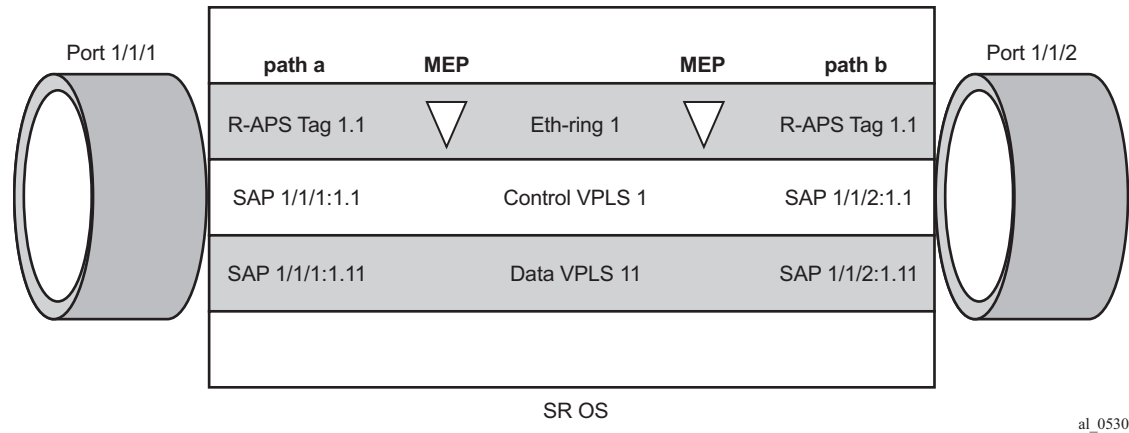 Port 1/1/1
Port 1/1/2
path a MEP MEP path b
R-APS Tag 1.1 Eth-ring 1 R-APS Tag 1.1
SAP 1/1/1:1.1 Control VPLS 1 SAP 1/1/2:1.1
SAP 1/1/1:1.11 Data VPLS 11 SAP 1/1/2:1.11
SR OS
al_0530